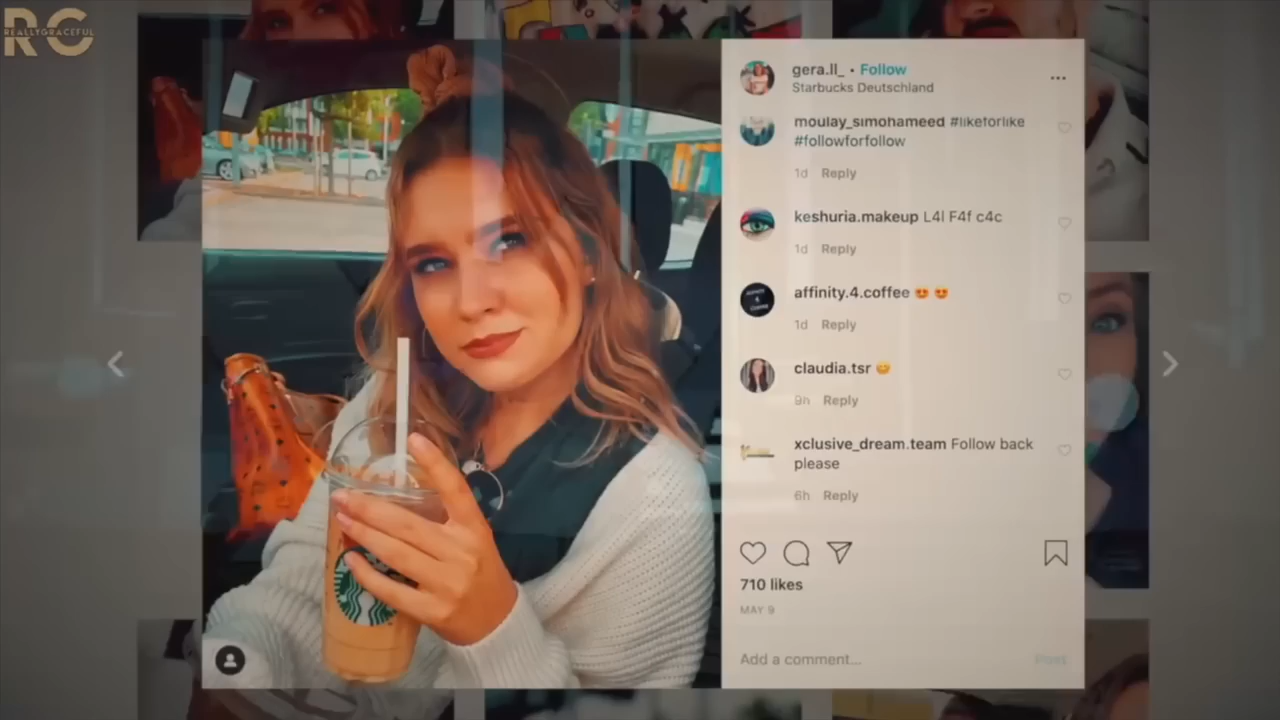 RC
REALLYGRACEFUL
gera.ll_ • Follow
Starbucks Deutschland
moulay_simohameed #likeforlike
#followforfollow
1d Reply
keshuria.makeup L4l F4f c4c
1d Reply
affinity.4.coffee 😍 😍
1d Reply
claudia.tsr 😊
9h Reply
xclusive_dream.team Follow back
please
6h Reply
710 likes
MAY 9
Add a comment... Post